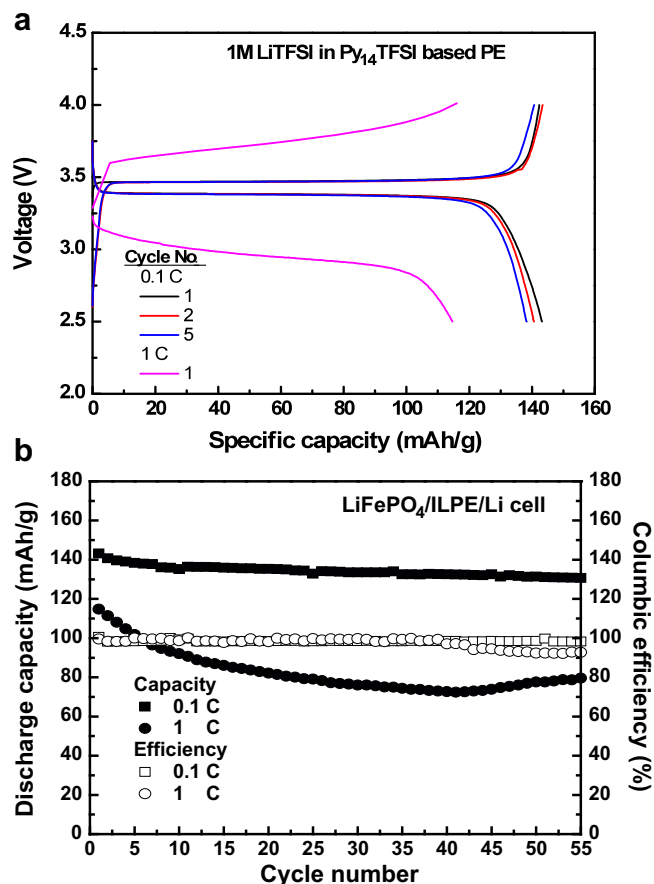 a
1M LiTFSI in Py14TFSI based PE
4.5
4.0
3.5
3.0
2.5
2.0
Voltage (V)
Cycle No.
0.1 C
1
2
5
1 C
1
0 20 40 60 80 100 120 140 160
Specific capacity (mAh/g)
b
LiFePO4/ILPE/Li cell
180
160
140
120
100
80
60
40
20
0
Discharge capacity (mAh/g)
Capacity
0.1 C
1 C
Efficiency
0.1 C
1 C
180
160
140
120
100
80
60
40
20
0
Columbic efficiency (%)
0 5 10 15 20 25 30 35 40 45 50 55
Cycle number